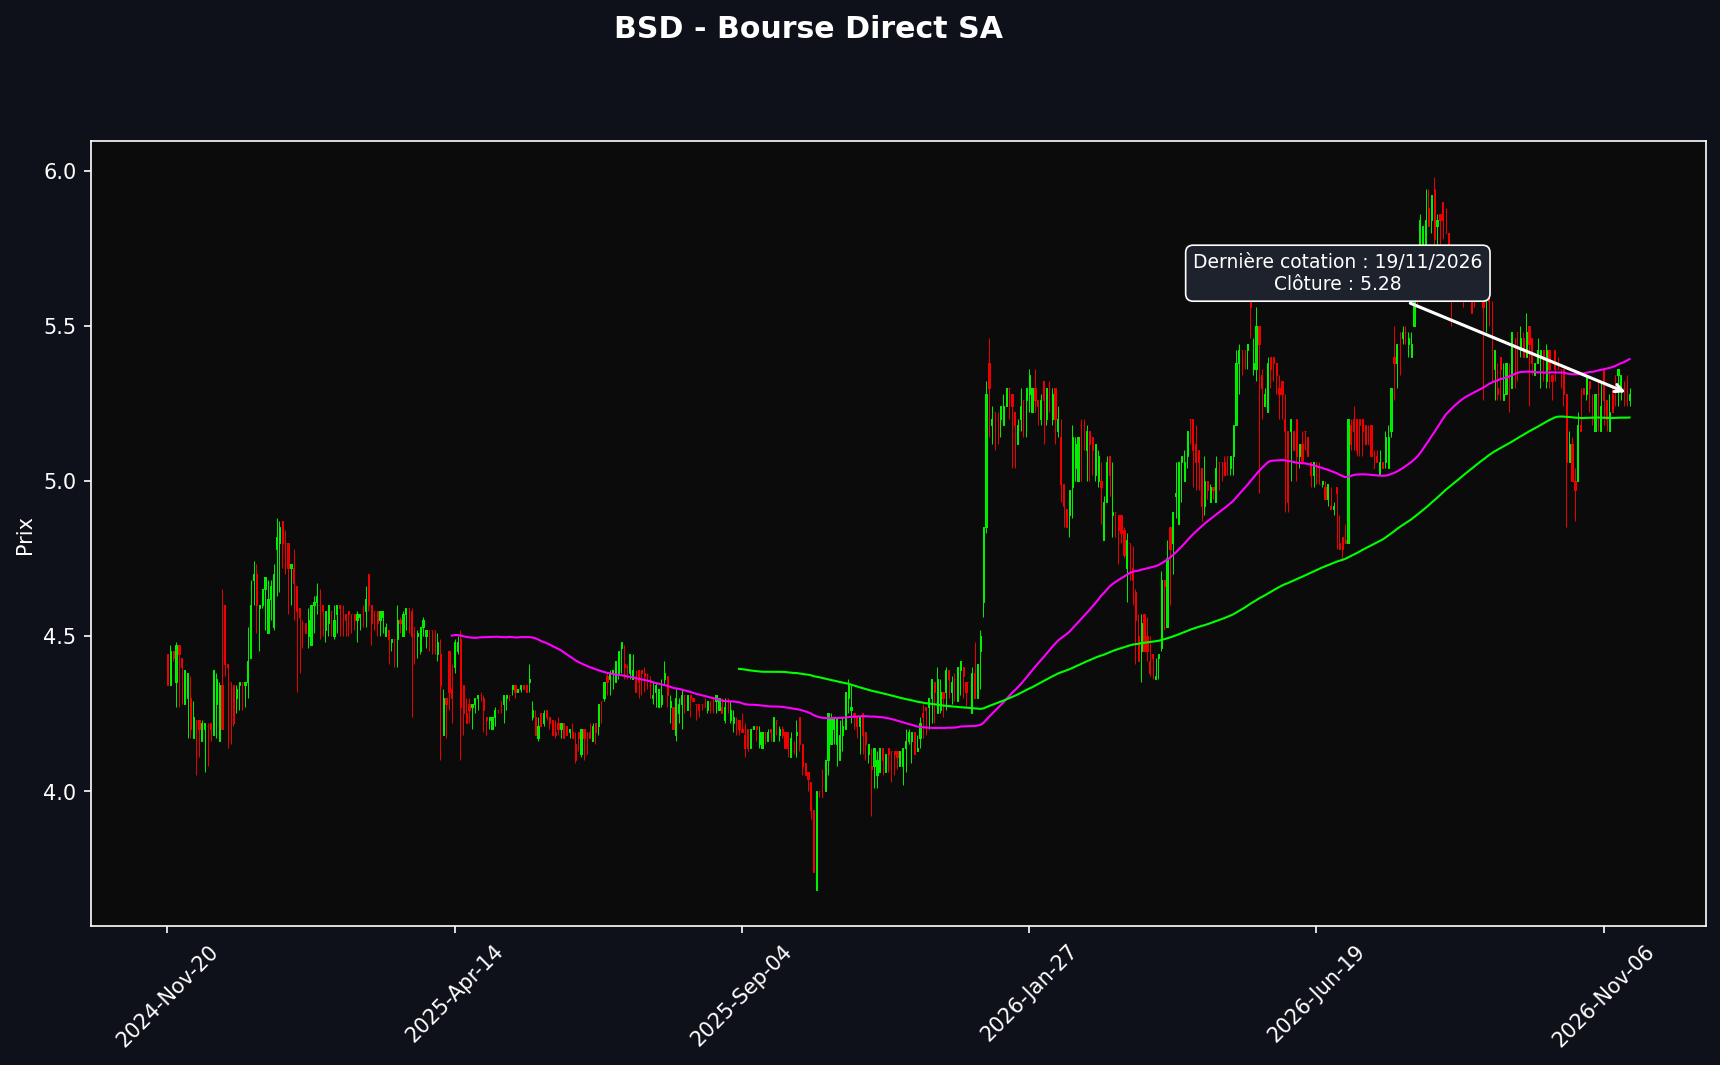 BSD - Bourse Direct SA
6.0
5.5
5.0
4.5
4.0
Prix
Dernière cotation : 19/11/2026
Clôture : 5.28
2024-Nov-20
2025-Apr-14
2025-Sep-04
2026-Jan-27
2026-Jun-19
2026-Nov-06